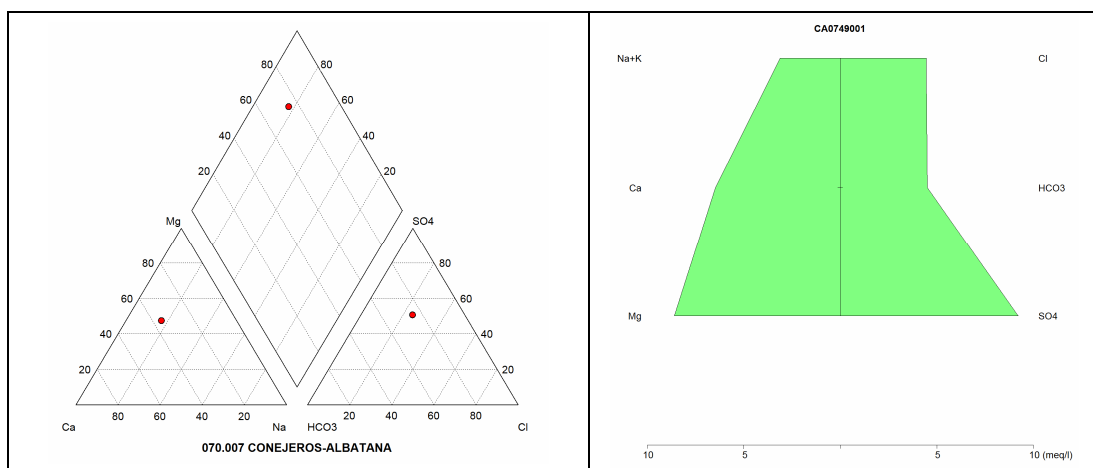 80 80
60 60
40 40
20 20
Mg SO4
80 80
60 60
40 40
20 20
80 60 40 20 20 40 60 80
Ca Na HCO3 Cl
070.007 CONEJEROS-ALBATANA
CA0749001
Na+K Cl
Ca HCO3
Mg SO4
10 5 5 10 (meq/l)